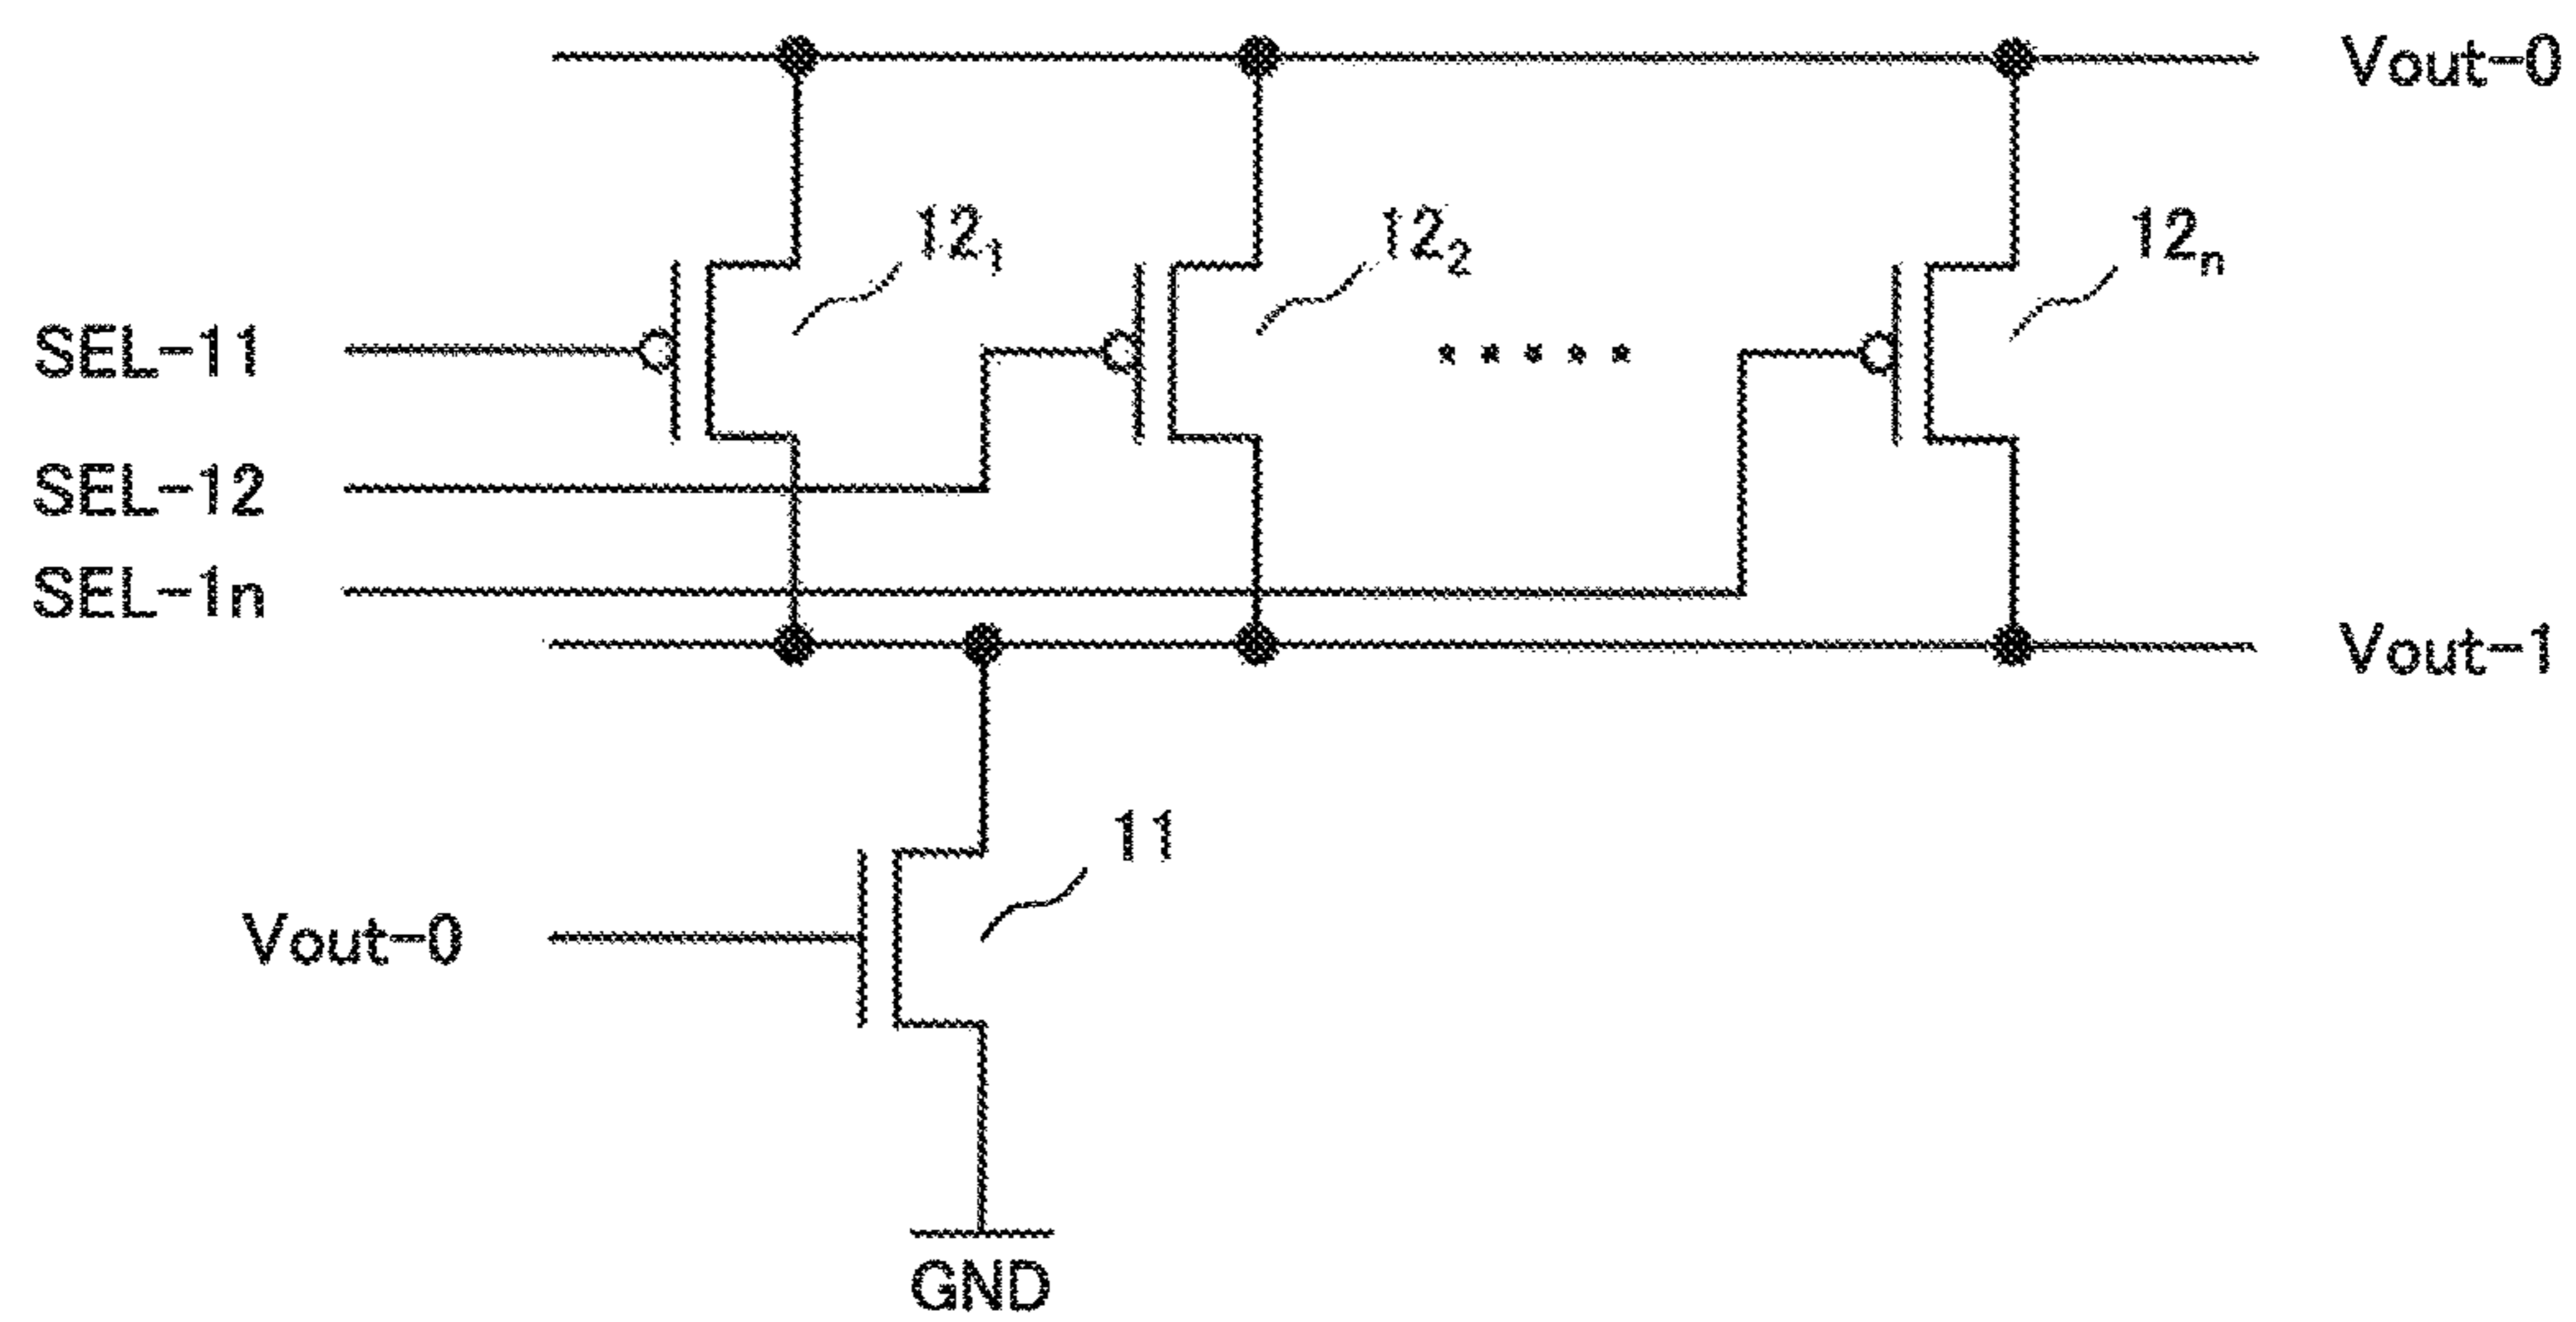 Vout-0
12₁
12₂
12ₙ
SEL-11
SEL-12
SEL-1n
Vout-1
11
Vout-0
GND